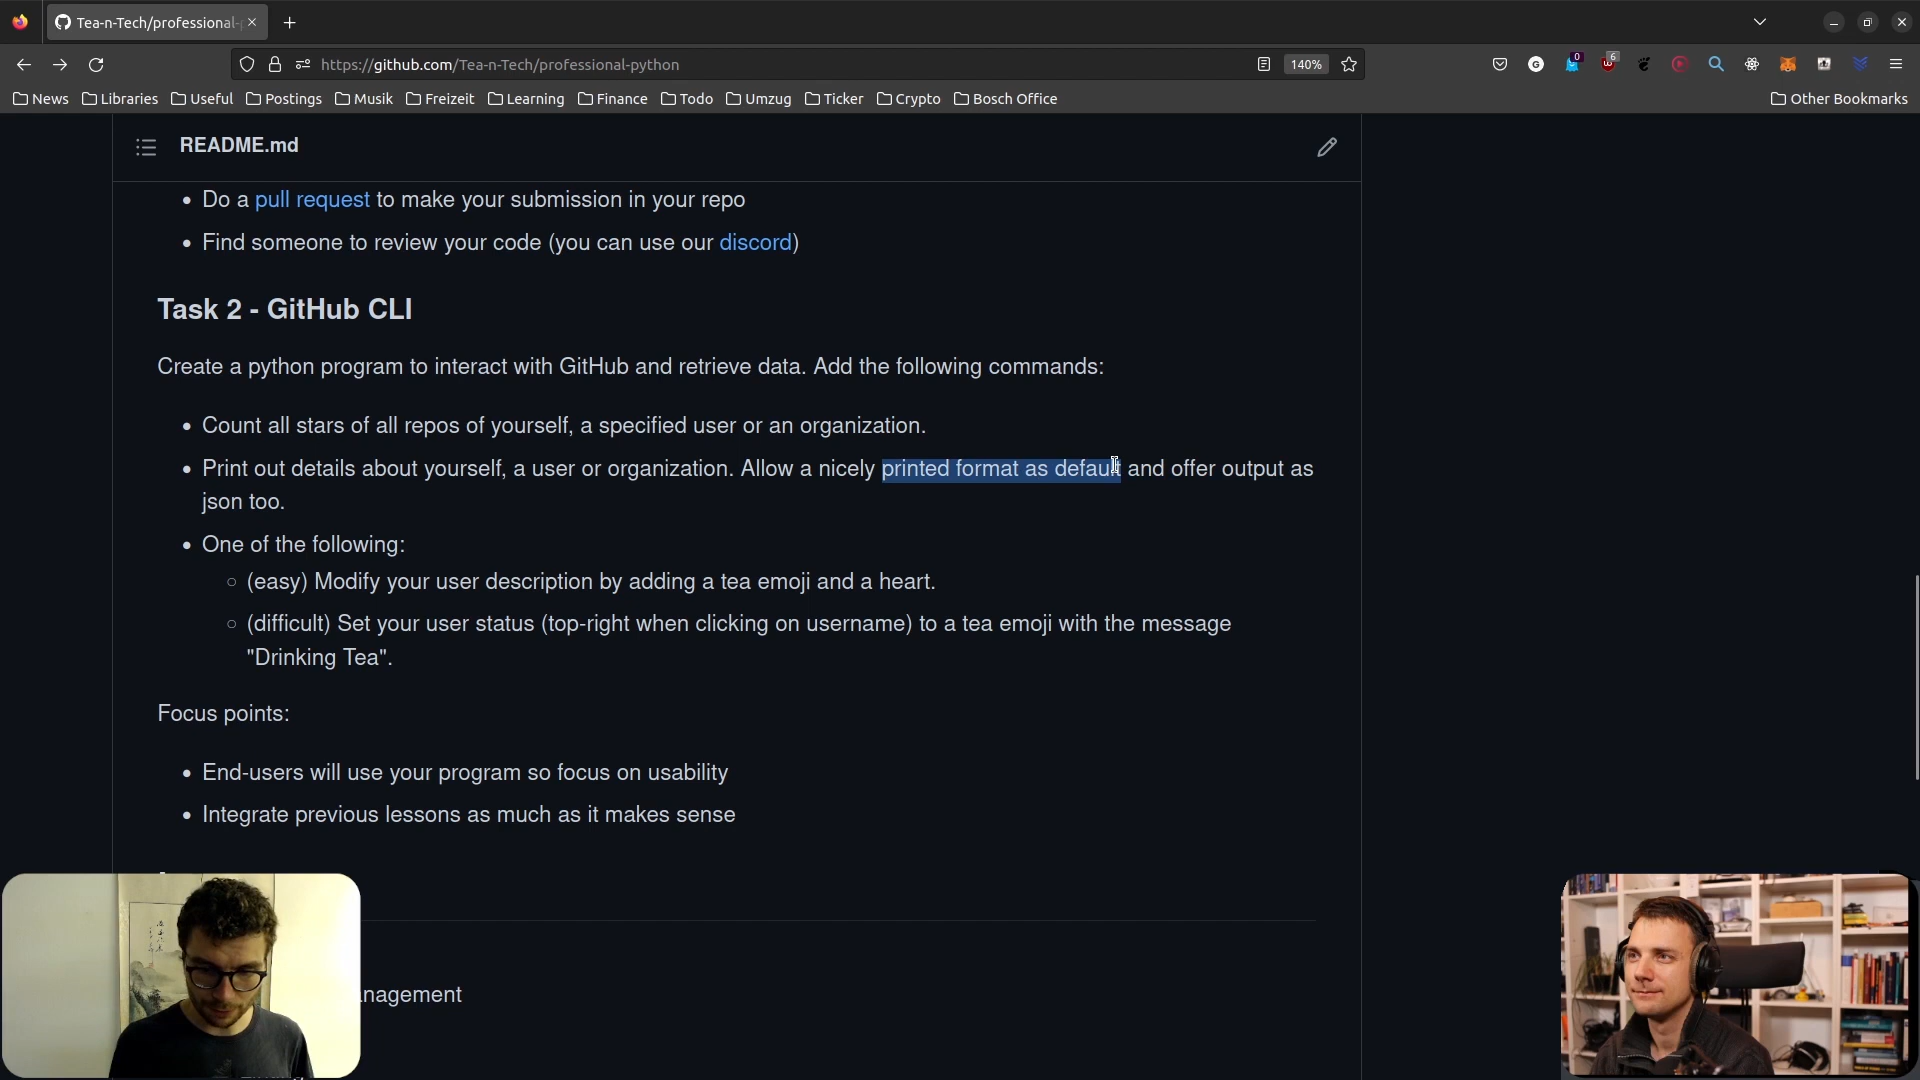 Tea-n-Tech/professional-
https://github.com/Tea-n-Tech/professional-python
140%
0
6
News
Libraries
Useful
Postings
Musik
Freizeit
Learning
Finance
Todo
Umzug
Ticker
Crypto
Bosch Office
Other Bookmarks
README.md
Do a pull request to make your submission in your repo
Find someone to review your code (you can use our discord)
Task 2 - GitHub CLI
Create a python program to interact with GitHub and retrieve data. Add the following commands:
Count all stars of all repos of yourself, a specified user or an organization.
Print out details about yourself, a user or organization. Allow a nicely printed format as default and offer output as
json too.
One of the following:
(easy) Modify your user description by adding a tea emoji and a heart.
(difficult) Set your user status (top-right when clicking on username) to a tea emoji with the message
"Drinking Tea".
Focus points:
End-users will use your program so focus on usability
Integrate previous lessons as much as it makes sense
nagement